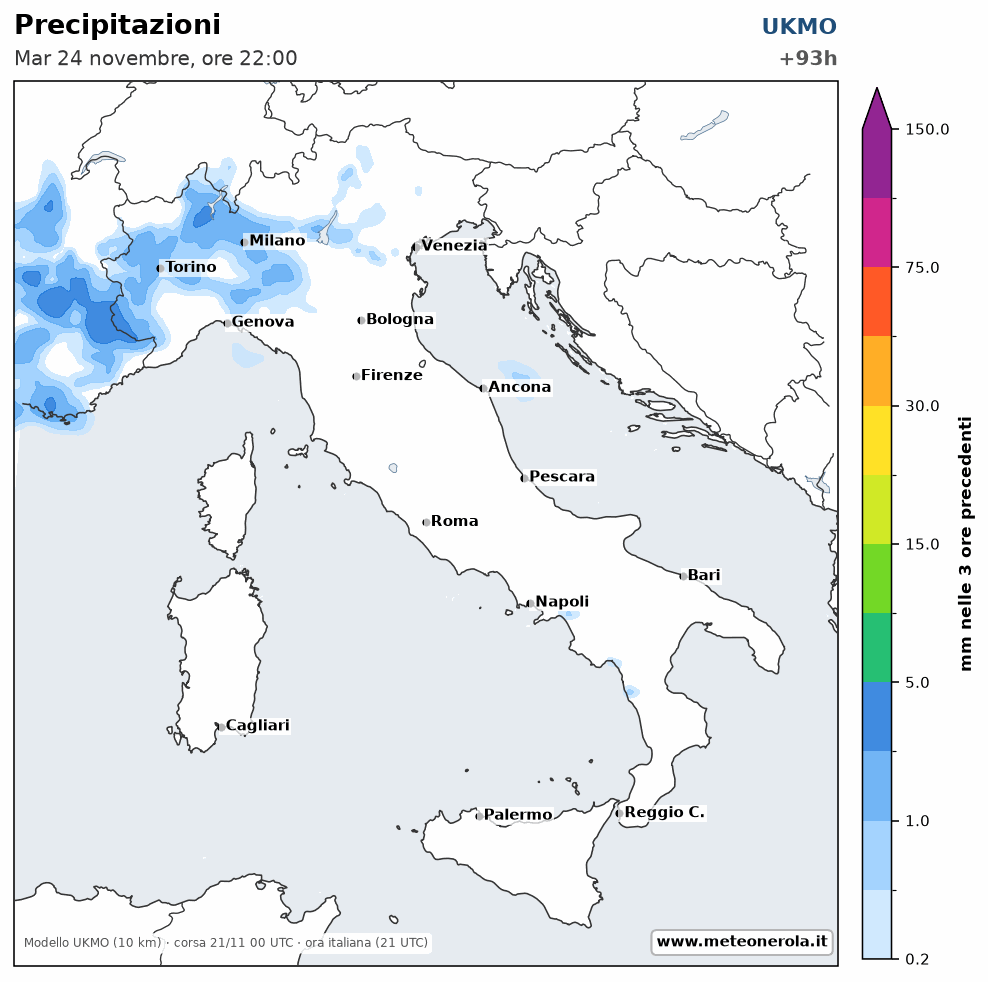 Precipitazioni
UKMO
Mar 24 novembre, ore 22:00
+93h
150.0
75.0
30.0
15.0
5.0
1.0
0.2
mm nelle 3 ore precedenti
Milano
Venezia
Torino
Genova
Bologna
Firenze
Ancona
Pescara
Roma
Bari
Napoli
Cagliari
Palermo
Reggio C.
Modello UKMO (10 km) · corsa 21/11 00 UTC · ora italiana (21 UTC)
www.meteonerola.it